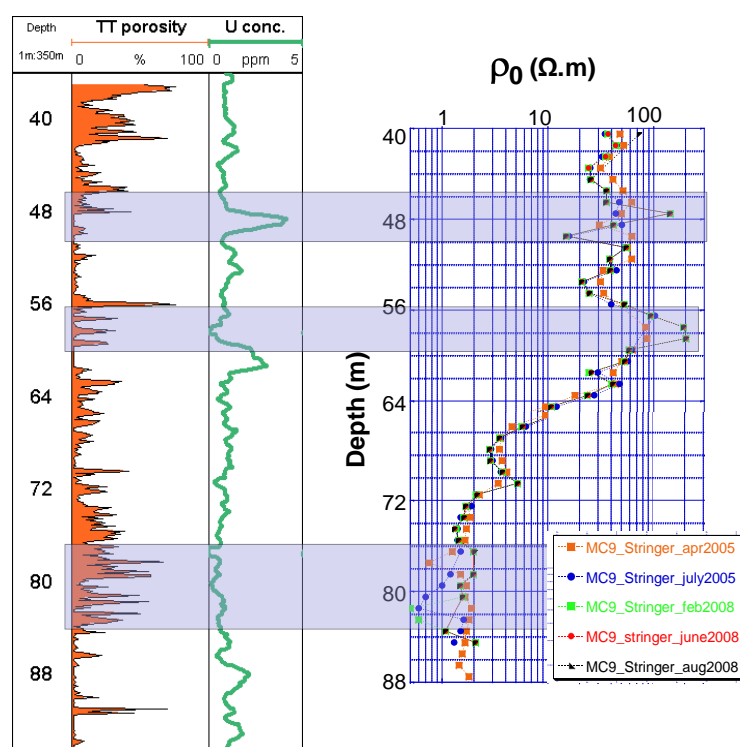 Depth TT porosity U conc.
1m:350m 0 % 100 0 ppm 5
40
48
56
64
72
80
88
ρ0 (Ω.m)
1 10 100
Depth (m)
40
48
56
64
72
80
88
MC9_Stringer_apr2005
MC9_Stringer_july2005
MC9_Stringer_feb2008
MC9_stringer_june2008
MC9_Stringer_aug2008